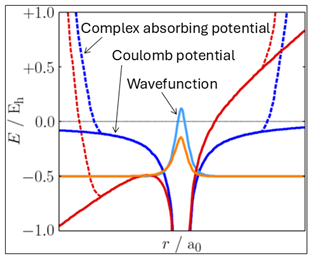 +1.0
Complex absorbing potential
Coulomb potential
+0.5
Wavefunction
0.0
E / Eh
−0.5
−1.0
r / a0